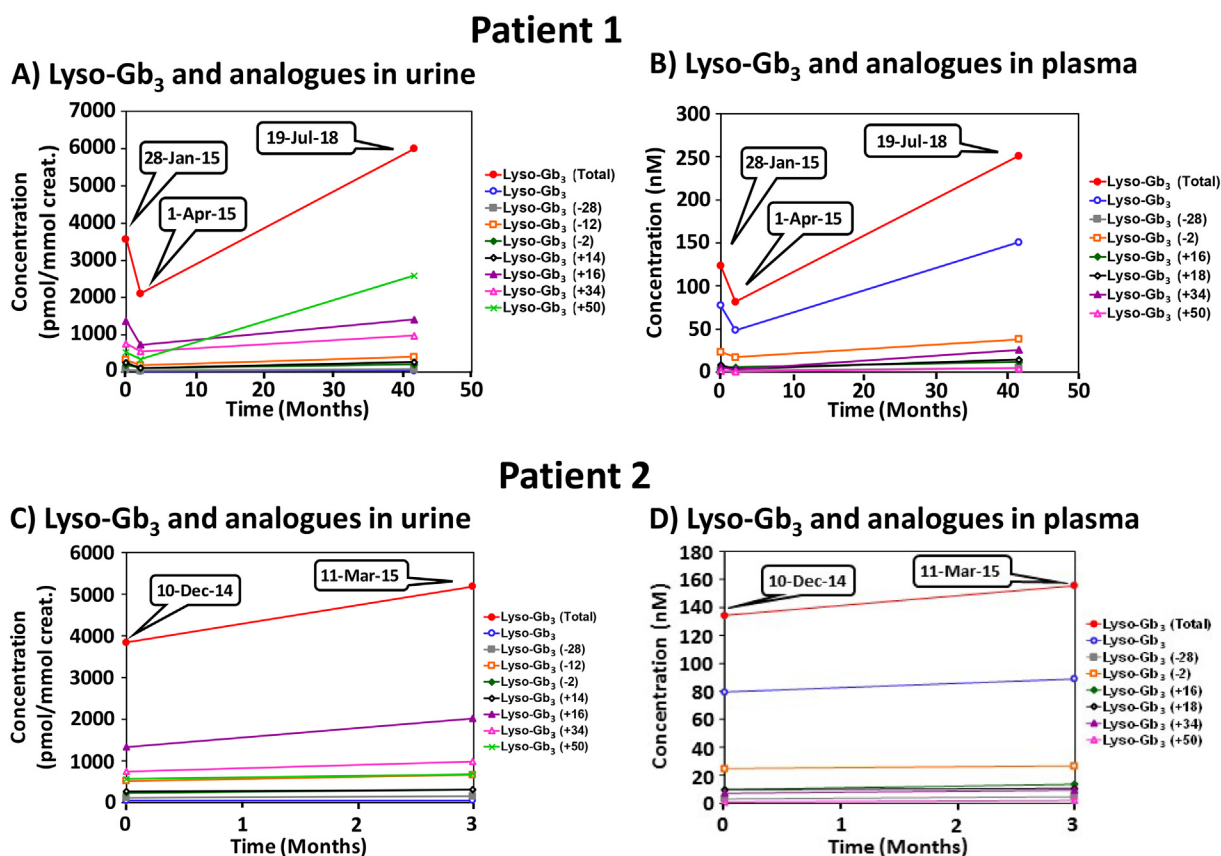 Patient 1
A) Lyso-Gb3 and analogues in urine
7000
6000
5000
4000
3000
2000
1000
0
0
10
20
30
40
50
Concentration
(pmol/mmol creat.)
Time (Months)
28-Jan-15
1-Apr-15
19-Jul-18
Lyso-Gb3 (Total)
Lyso-Gb3
Lyso-Gb3 (-28)
Lyso-Gb3 (-12)
Lyso-Gb3 (-2)
Lyso-Gb3 (+14)
Lyso-Gb3 (+16)
Lyso-Gb3 (+34)
Lyso-Gb3 (+50)
B) Lyso-Gb3 and analogues in plasma
300
250
200
150
100
50
0
0
10
20
30
40
50
Concentration (nM)
Time (Months)
28-Jan-15
1-Apr-15
19-Jul-18
Lyso-Gb3 (Total)
Lyso-Gb3
Lyso-Gb3 (-28)
Lyso-Gb3 (-2)
Lyso-Gb3 (+16)
Lyso-Gb3 (+18)
Lyso-Gb3 (+34)
Lyso-Gb3 (+50)
Patient 2
C) Lyso-Gb3 and analogues in urine
6000
5000
4000
3000
2000
1000
0
0
1
2
3
Concentration
(pmol/mmol creat.)
Time (Months)
10-Dec-14
11-Mar-15
Lyso-Gb3 (Total)
Lyso-Gb3
Lyso-Gb3 (-28)
Lyso-Gb3 (-12)
Lyso-Gb3 (-2)
Lyso-Gb3 (+14)
Lyso-Gb3 (+16)
Lyso-Gb3 (+34)
Lyso-Gb3 (+50)
D) Lyso-Gb3 and analogues in plasma
180
160
140
120
100
80
60
40
20
0
0
1
2
3
Concentration (nM)
Time (Months)
10-Dec-14
11-Mar-15
Lyso-Gb3 (Total)
Lyso-Gb3
Lyso-Gb3 (-28)
Lyso-Gb3 (-2)
Lyso-Gb3 (+16)
Lyso-Gb3 (+18)
Lyso-Gb3 (+34)
Lyso-Gb3 (+50)